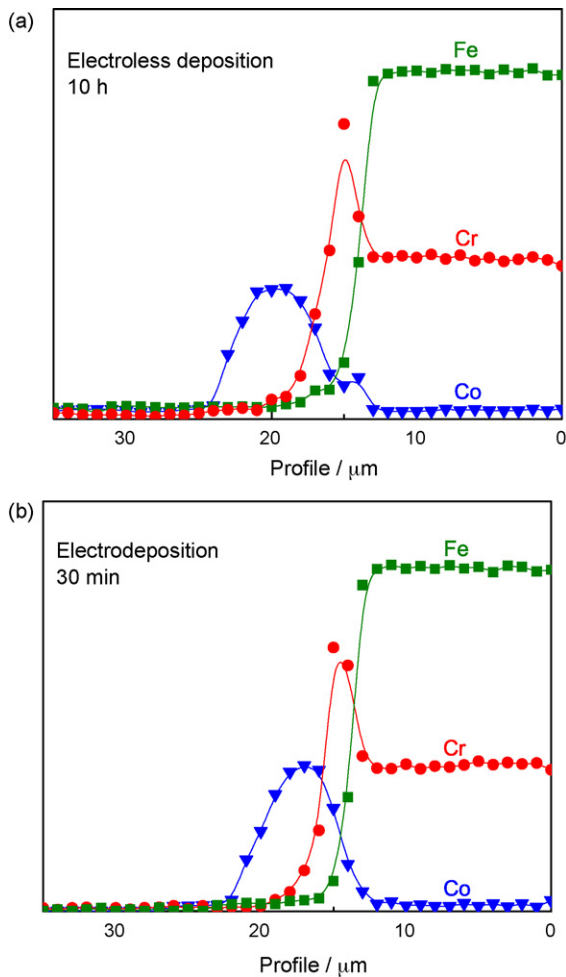 (a)
Electroless deposition
10 h
Fe
Cr
Co
30 20 10 0
Profile / μm
(b)
Electrodeposition
30 min
Fe
Cr
Co
30 20 10 0
Profile / μm